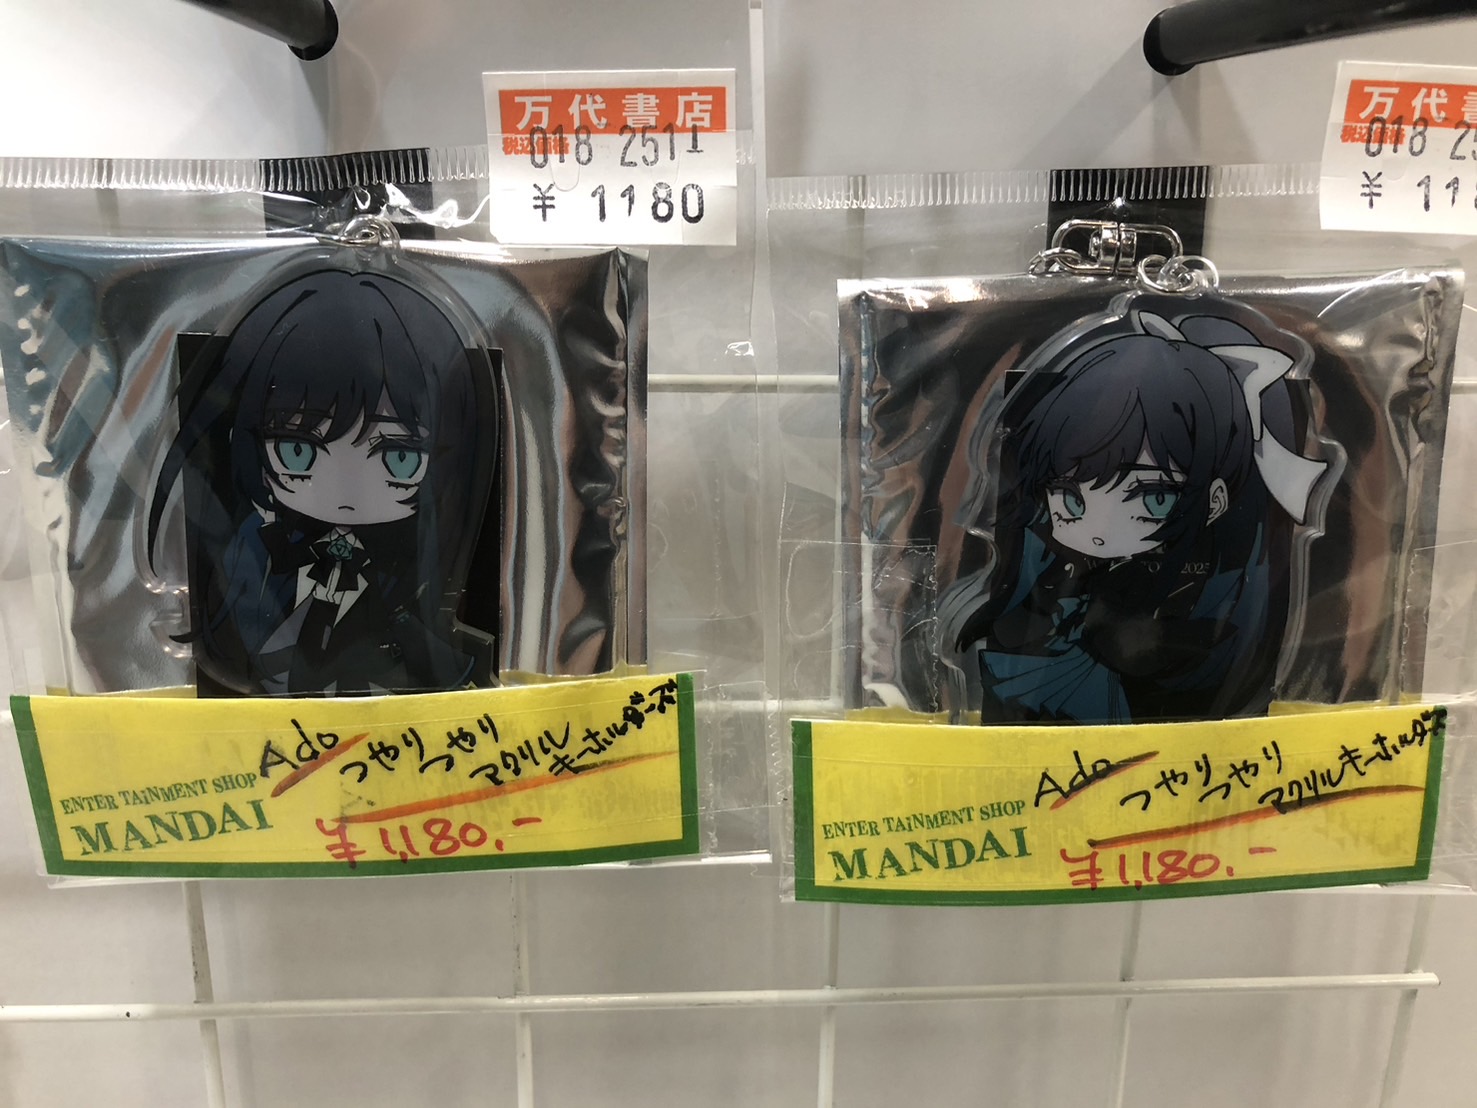 万代書店
税込価格
018 2511
¥ 1180
万代書
税込価格
018 25
¥ 118
2025
Ado つやり つやり
アクリル
キーホルダーズ
ENTER TAiNMENT SHOP
MANDAI
¥1,180.-
Ado つやり つやり
アクリルキーホルダーズ
ENTER TAiNMENT SHOP
MANDAI
¥1,180.-